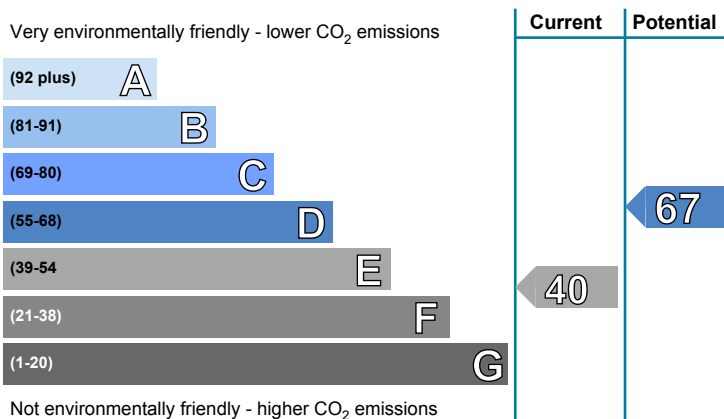 Current Potential
Very environmentally friendly - lower CO₂ emissions
(92 plus) A
(81-91) B
(69-80) C
(55-68) D 67
(39-54 E 40
(21-38) F
(1-20) G
Not environmentally friendly - higher CO₂ emissions